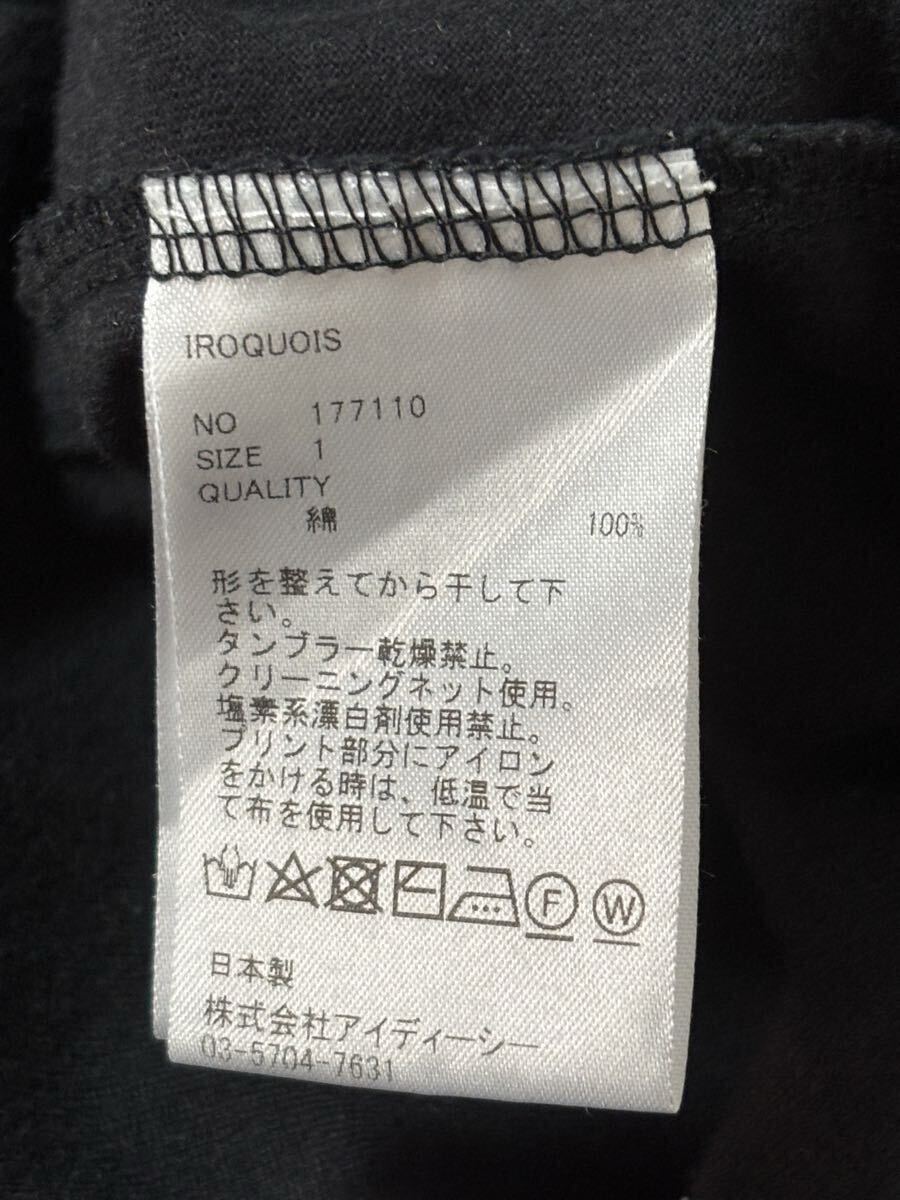 IROQUOIS
NO 177110
SIZE 1
QUALITY
綿 100%
形を整えてから干して下
さい。
タンブラー乾燥禁止。
クリーニングネット使用。
塩素系漂白剤使用禁止。
プリント部分にアイロン
をかける時は、低温で当
て布を使用して下さい。
F W
日本製
株式会社アイディーシー
03-5704-7631